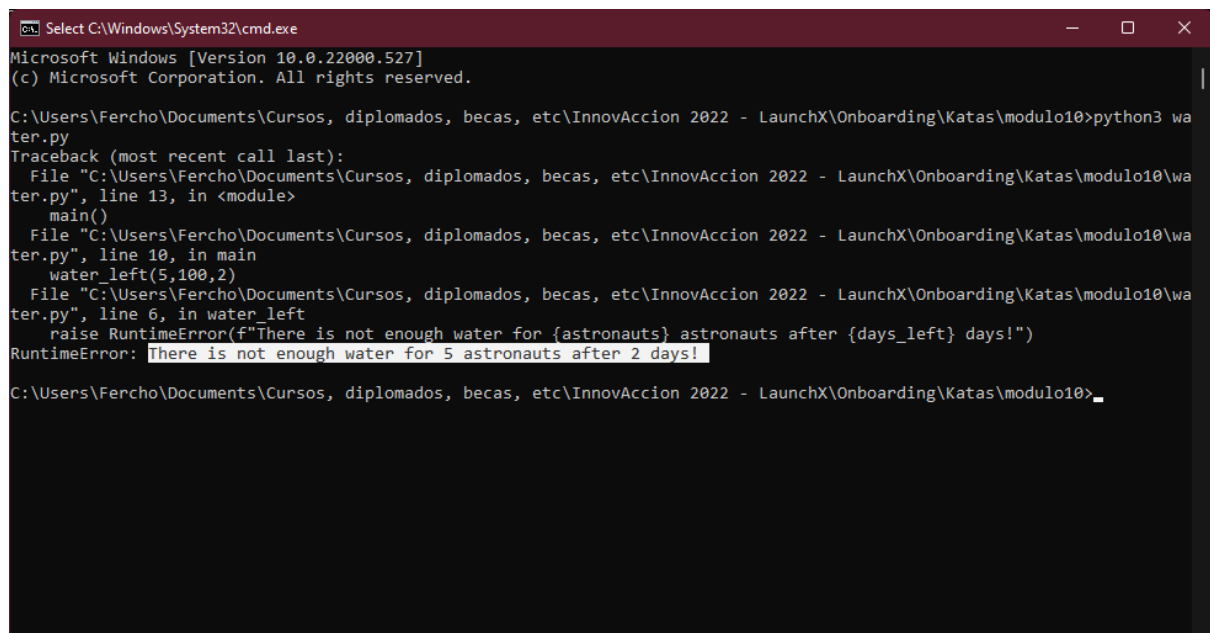 Select C:\Windows\System32\cmd.exe
Microsoft Windows [Version 10.0.22000.527]
(c) Microsoft Corporation. All rights reserved.
C:\Users\Fercho\Documents\Cursos, diplomados, becas, etc\InnovAccion 2022 - LaunchX\Onboarding\Katas\modulo10>python3 wa
ter.py
Traceback (most recent call last):
  File "C:\Users\Fercho\Documents\Cursos, diplomados, becas, etc\InnovAccion 2022 - LaunchX\Onboarding\Katas\modulo10\wa
ter.py", line 13, in <module>
    main()
  File "C:\Users\Fercho\Documents\Cursos, diplomados, becas, etc\InnovAccion 2022 - LaunchX\Onboarding\Katas\modulo10\wa
ter.py", line 10, in main
    water_left(5,100,2)
  File "C:\Users\Fercho\Documents\Cursos, diplomados, becas, etc\InnovAccion 2022 - LaunchX\Onboarding\Katas\modulo10\wa
ter.py", line 6, in water_left
    raise RuntimeError(f"There is not enough water for {astronauts} astronauts after {days_left} days!")
RuntimeError: There is not enough water for 5 astronauts after 2 days!
C:\Users\Fercho\Documents\Cursos, diplomados, becas, etc\InnovAccion 2022 - LaunchX\Onboarding\Katas\modulo10>